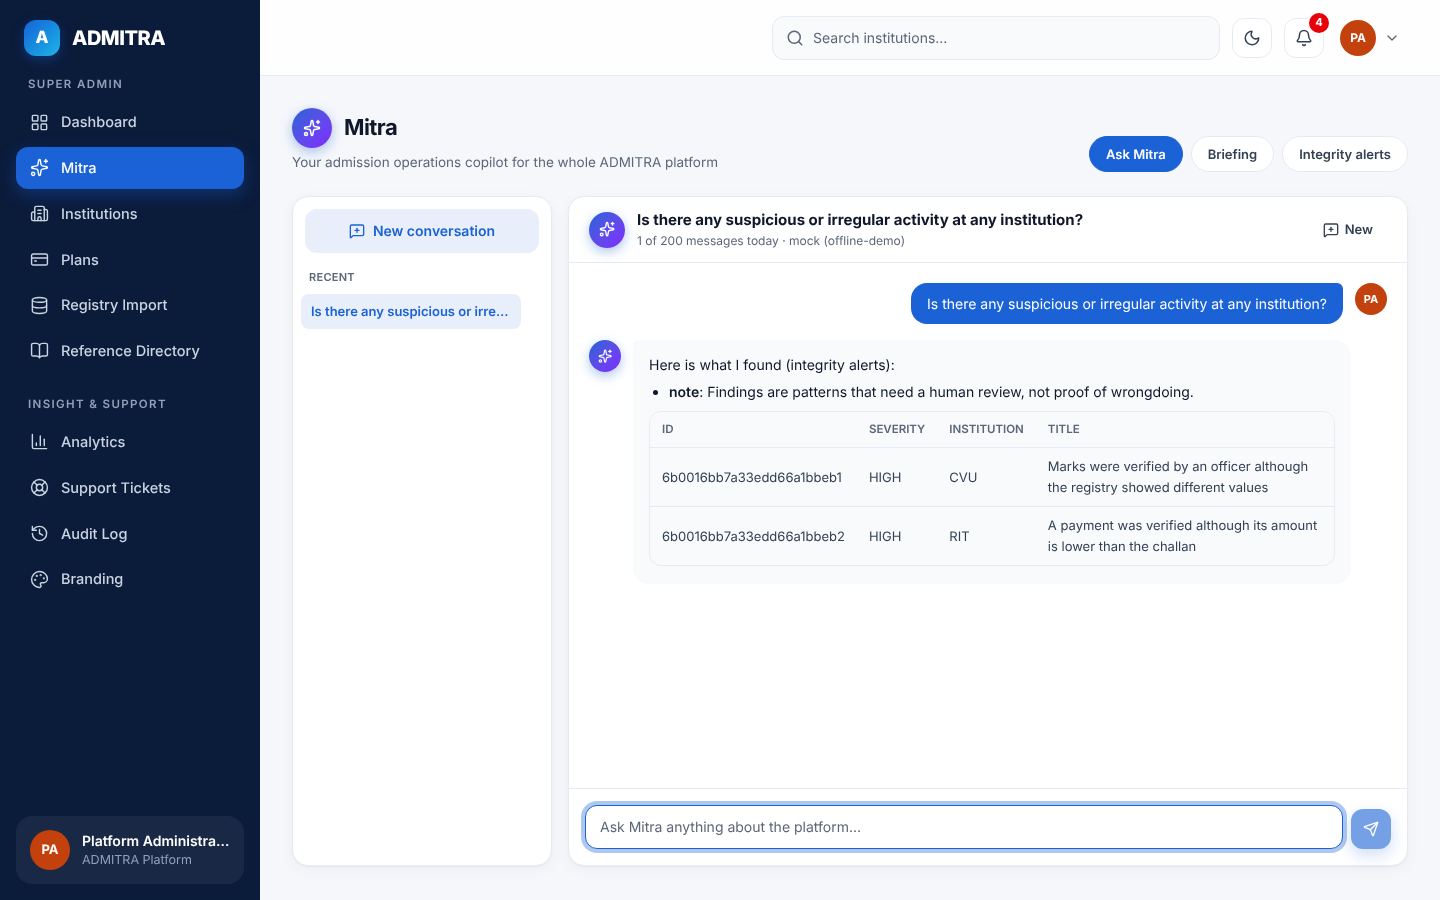 A ADMITRA
SUPER ADMIN
Dashboard
Mitra
Institutions
Plans
Registry Import
Reference Directory
INSIGHT & SUPPORT
Analytics
Support Tickets
Audit Log
Branding
PA
Platform Administra...
ADMITRA Platform
Search institutions...
4
PA
Mitra
Your admission operations copilot for the whole ADMITRA platform
Ask Mitra
Briefing
Integrity alerts
New conversation
RECENT
Is there any suspicious or irre...
Is there any suspicious or irregular activity at any institution?
1 of 200 messages today · mock (offline-demo)
New
Is there any suspicious or irregular activity at any institution?
PA
Here is what I found (integrity alerts):
• note: Findings are patterns that need a human review, not proof of wrongdoing.
ID SEVERITY INSTITUTION TITLE
6b0016bb7a33edd66a1bbeb1 HIGH CVU Marks were verified by an officer although
the registry showed different values
6b0016bb7a33edd66a1bbeb2 HIGH RIT A payment was verified although its amount
is lower than the challan
Ask Mitra anything about the platform...